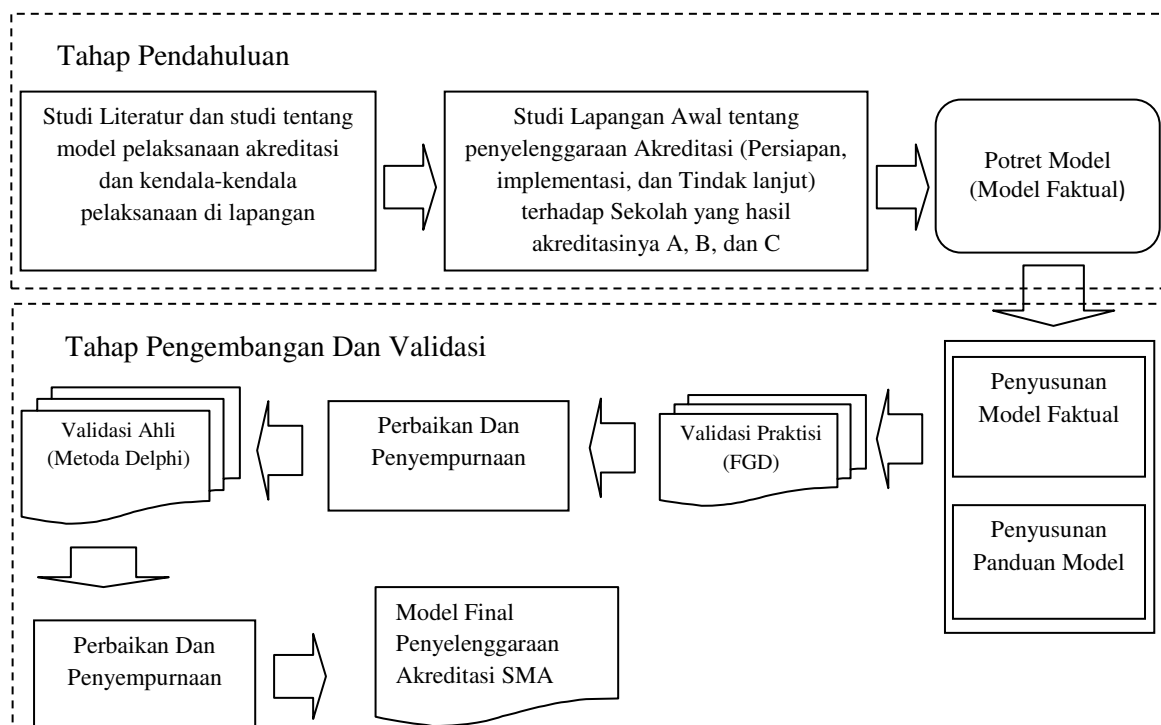 Tahap Pendahuluan
Studi Literatur dan studi tentang
model pelaksanaan akreditasi
dan kendala-kendala
pelaksanaan di lapangan
Studi Lapangan Awal tentang
penyelenggaraan Akreditasi (Persiapan,
implementasi, dan Tindak lanjut)
terhadap Sekolah yang hasil
akreditasinya A, B, dan C
Potret Model
(Model Faktual)
Tahap Pengembangan Dan Validasi
Penyusunan
Model Faktual
Penyusunan
Panduan Model
Validasi Praktisi
(FGD)
Perbaikan Dan
Penyempurnaan
Validasi Ahli
(Metoda Delphi)
Perbaikan Dan
Penyempurnaan
Model Final
Penyelenggaraan
Akreditasi SMA